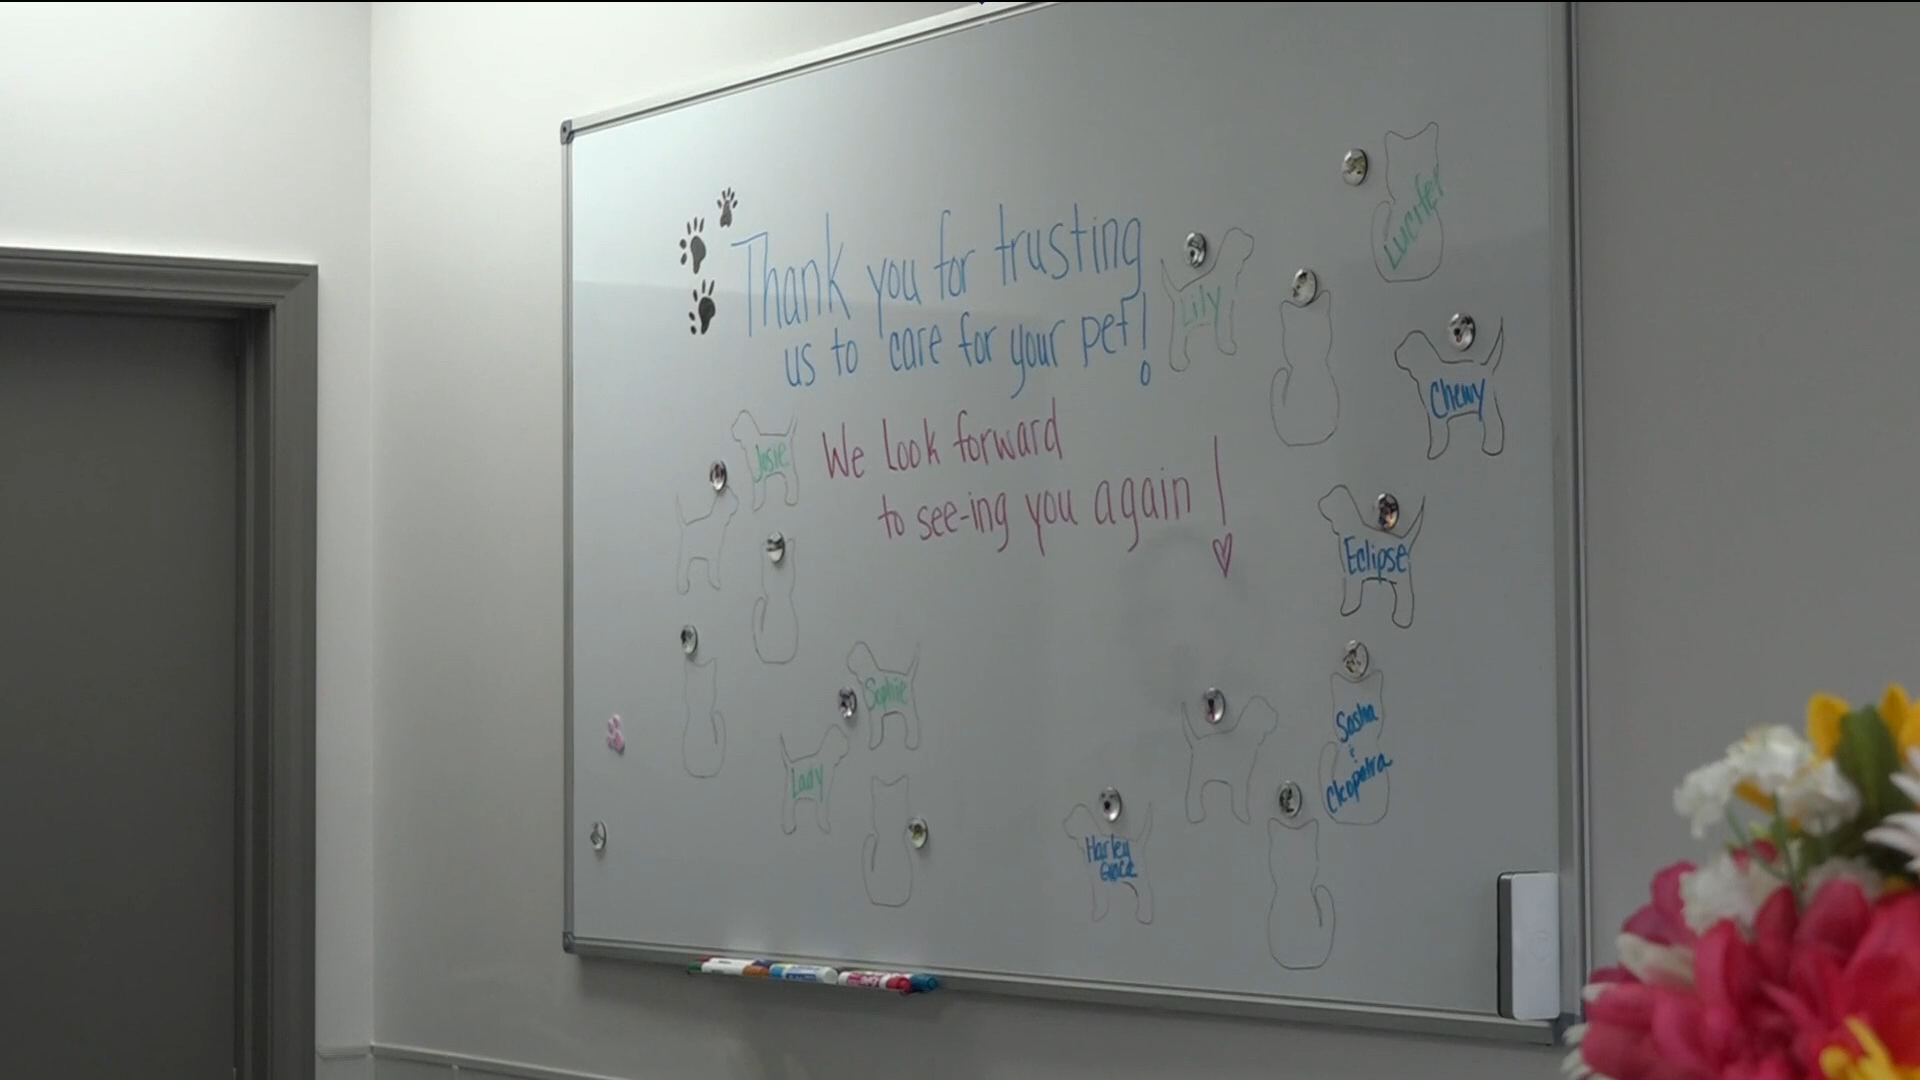 Thank you for trusting
us to care for your pet!
We look forward
to see-ing you again!
Lucifer
Lily
Chewy
Josie
Eclipse
Sophie
Lady
Sasha
&
Cleopatra
Harley
Grace